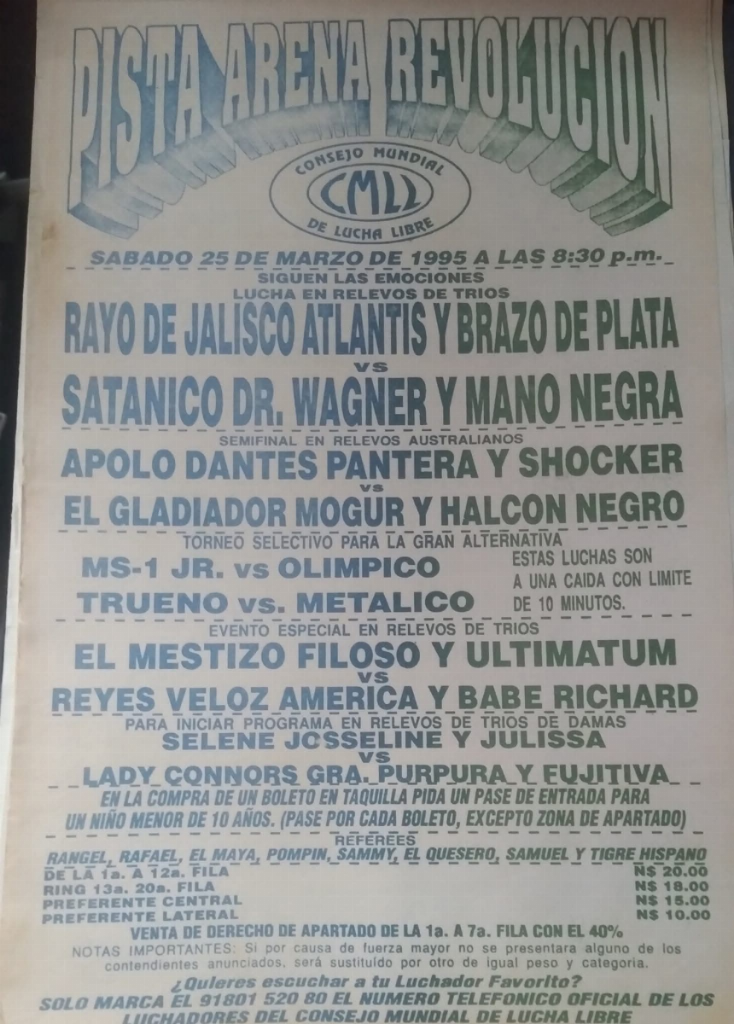 PISTA ARENA REVOLUCION
CONSEJO MUNDIAL
CMLL
DE LUCHA LIBRE
SABADO 25 DE MARZO DE 1995 A LAS 8:30 p.m.
SIGUEN LAS EMOCIONES
LUCHA EN RELEVOS DE TRIOS
RAYO DE JALISCO ATLANTIS Y BRAZO DE PLATA
VS
SATANICO DR. WAGNER Y MANO NEGRA
SEMIFINAL EN RELEVOS AUSTRALIANOS
APOLO DANTES PANTERA Y SHOCKER
vs
EL GLADIADOR MOGUR Y HALCON NEGRO
TORNEO SELECTIVO PARA LA GRAN ALTERNATIVA
MS-1 JR. vs OLIMPICO
TRUENO vs. METALICO
ESTAS LUCHAS SON
A UNA CAIDA CON LIMITE
DE 10 MINUTOS.
EVENTO ESPECIAL EN RELEVOS DE TRIOS
EL MESTIZO FILOSO Y ULTIMATUM
VS
REYES VELOZ AMERICA Y BABE RICHARD
PARA INICIAR PROGRAMA EN RELEVOS DE TRIOS DE DAMAS
SELENE JOSSELINE Y JULISSA
VS
LADY CONNORS GBA. PURPURA Y FUJITIVA
EN LA COMPRA DE UN BOLETO EN TAQUILLA PIDA UN PASE DE ENTRADA PARA
UN NIÑO MENOR DE 10 AÑOS. (PASE POR CADA BOLETO, EXCEPTO ZONA DE APARTADO)
REFEREES
RANGEL, RAFAEL, EL MAYA, POMPIN, SAMMY, EL QUESERO, SAMUEL Y TIGRE HISPANO
DE LA 1a. A 12a. FILA N$ 20.00
RING 13a. 20a. FILA N$ 18.00
PREFERENTE CENTRAL N$ 15.00
PREFERENTE LATERAL N$ 10.00
VENTA DE DERECHO DE APARTADO DE LA 1a. A 7a. FILA CON EL 40%
NOTAS IMPORTANTES: Si por causa de fuerza mayor no se presentara alguno de los
contendientes anunciados, será sustituído por otro de igual peso y categoria.
¿Quieres escuchar a tu Luchador Favorito?
SOLO MARCA EL 91801 520 80 EL NUMERO TELEFONICO OFICIAL DE LOS
LUCHADORES DEL CONSEJO MUNDIAL DE LUCHA LIBRE